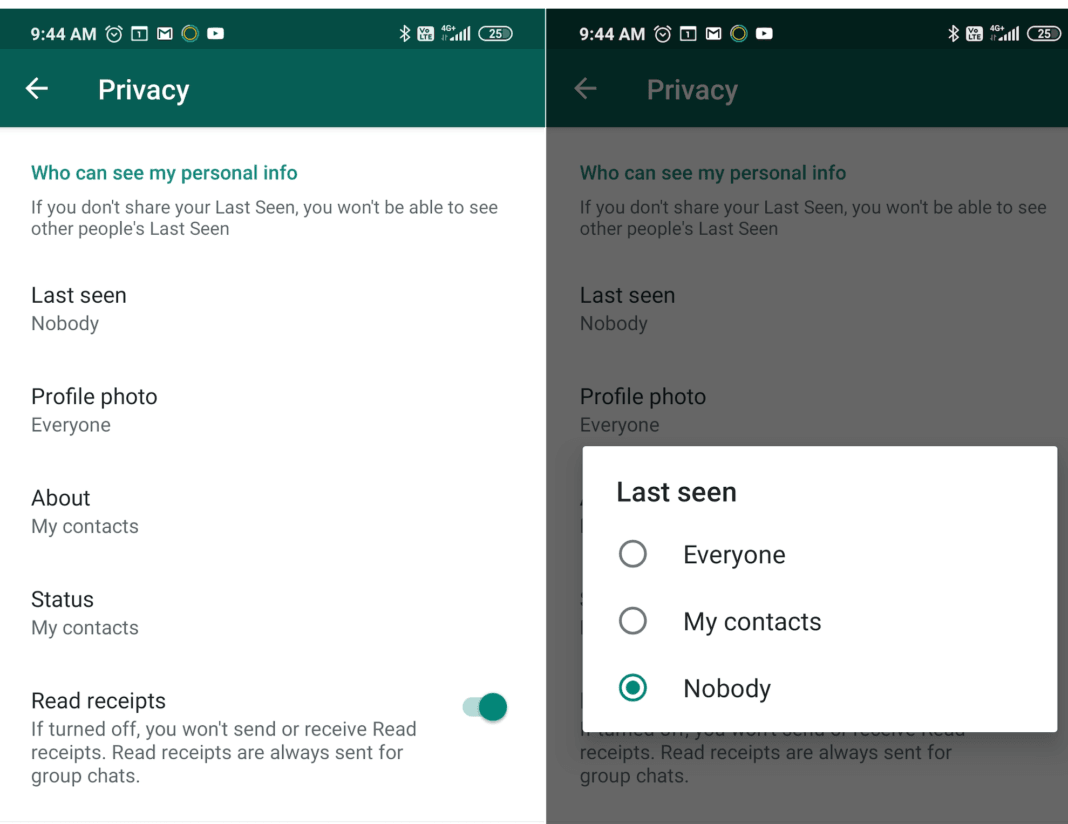 9:44 AM 1 Vo LTE 4G+ 25
Privacy
Who can see my personal info
If you don't share your Last Seen, you won't be able to see
other people's Last Seen
Last seen
Nobody
Profile photo
Everyone
About
My contacts
Status
My contacts
Read receipts
If turned off, you won't send or receive Read
receipts. Read receipts are always sent for
group chats.
9:44 AM 1 Vo LTE 4G+ 25
Privacy
Who can see my personal info
If you don't share your Last Seen, you won't be able to see
other people's Last Seen
Last seen
Nobody
Profile photo
Everyone
Last seen
Everyone
My contacts
Nobody
receipts. Read receipts are always sent for
group chats.